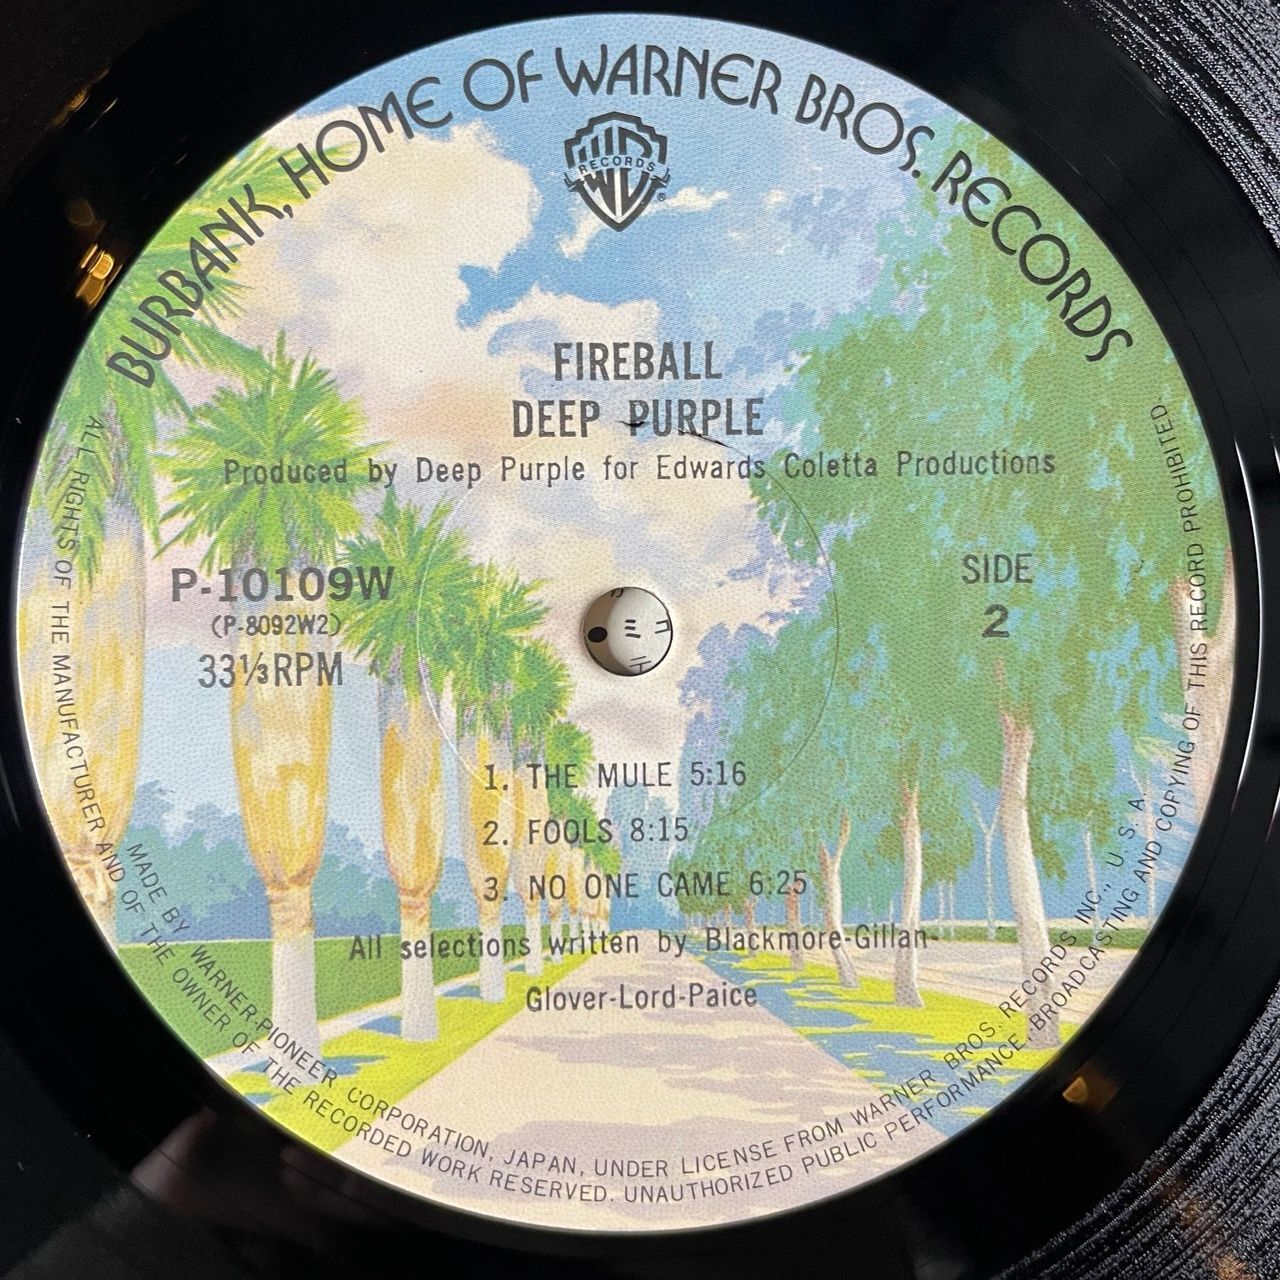 BURBANK, HOME OF WARNER BROS. RECORDS
RECORDS
®
FIREBALL
DEEP PURPLE
Produced by Deep Purple for Edwards Coletta Productions
P-10109W
(P-8092W2)
33⅓RPM
SIDE
2
1. THE MULE 5:16
2. FOOLS 8:15
3. NO ONE CAME 6:25
All selections written by Blackmore-Gillan-
Glover-Lord-Paice
MADE BY WARNER-PIONEER CORPORATION, JAPAN, UNDER LICENSE FROM WARNER BROS. RECORDS INC., U. S. A.
ALL RIGHTS OF THE MANUFACTURER AND OF THE OWNER OF THE RECORDED WORK RESERVED. UNAUTHORIZED PUBLIC PERFORMANCE, BROADCASTING AND COPYING OF THIS RECORD PROHIBITED.